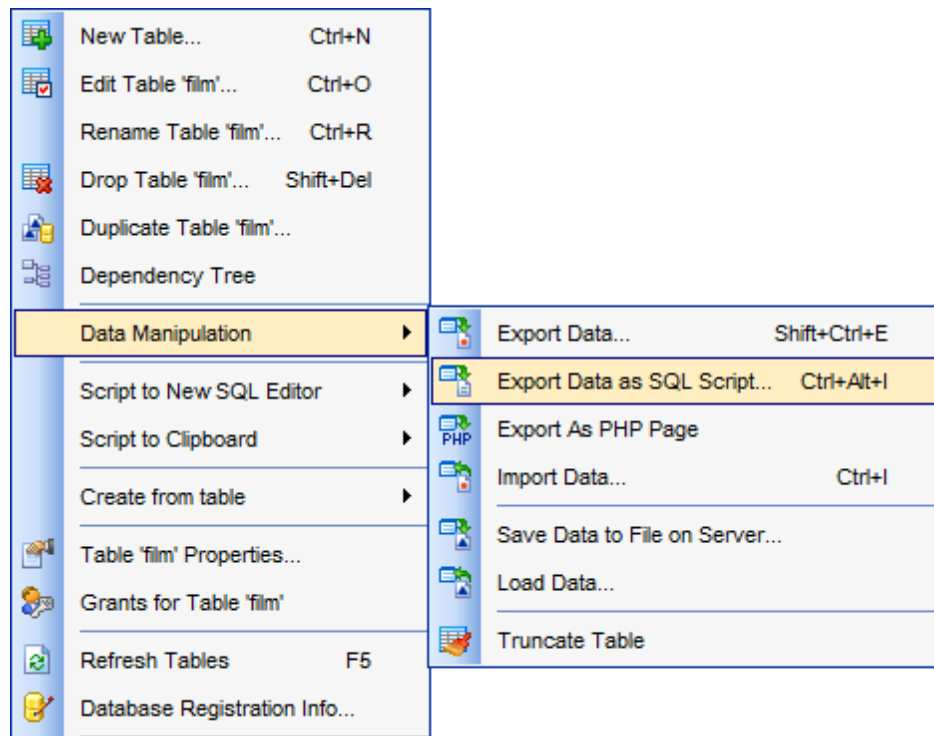 New Table... Ctrl+N
Edit Table 'film'... Ctrl+O
Rename Table 'film'... Ctrl+R
Drop Table 'film'... Shift+Del
Duplicate Table 'film'...
Dependency Tree
Data Manipulation
Script to New SQL Editor
Script to Clipboard
Create from table
Table 'film' Properties...
Grants for Table 'film'
Refresh Tables F5
Database Registration Info...
Export Data... Shift+Ctrl+E
Export Data as SQL Script... Ctrl+Alt+I
PHP Export As PHP Page
Import Data... Ctrl+I
Save Data to File on Server...
Load Data...
Truncate Table